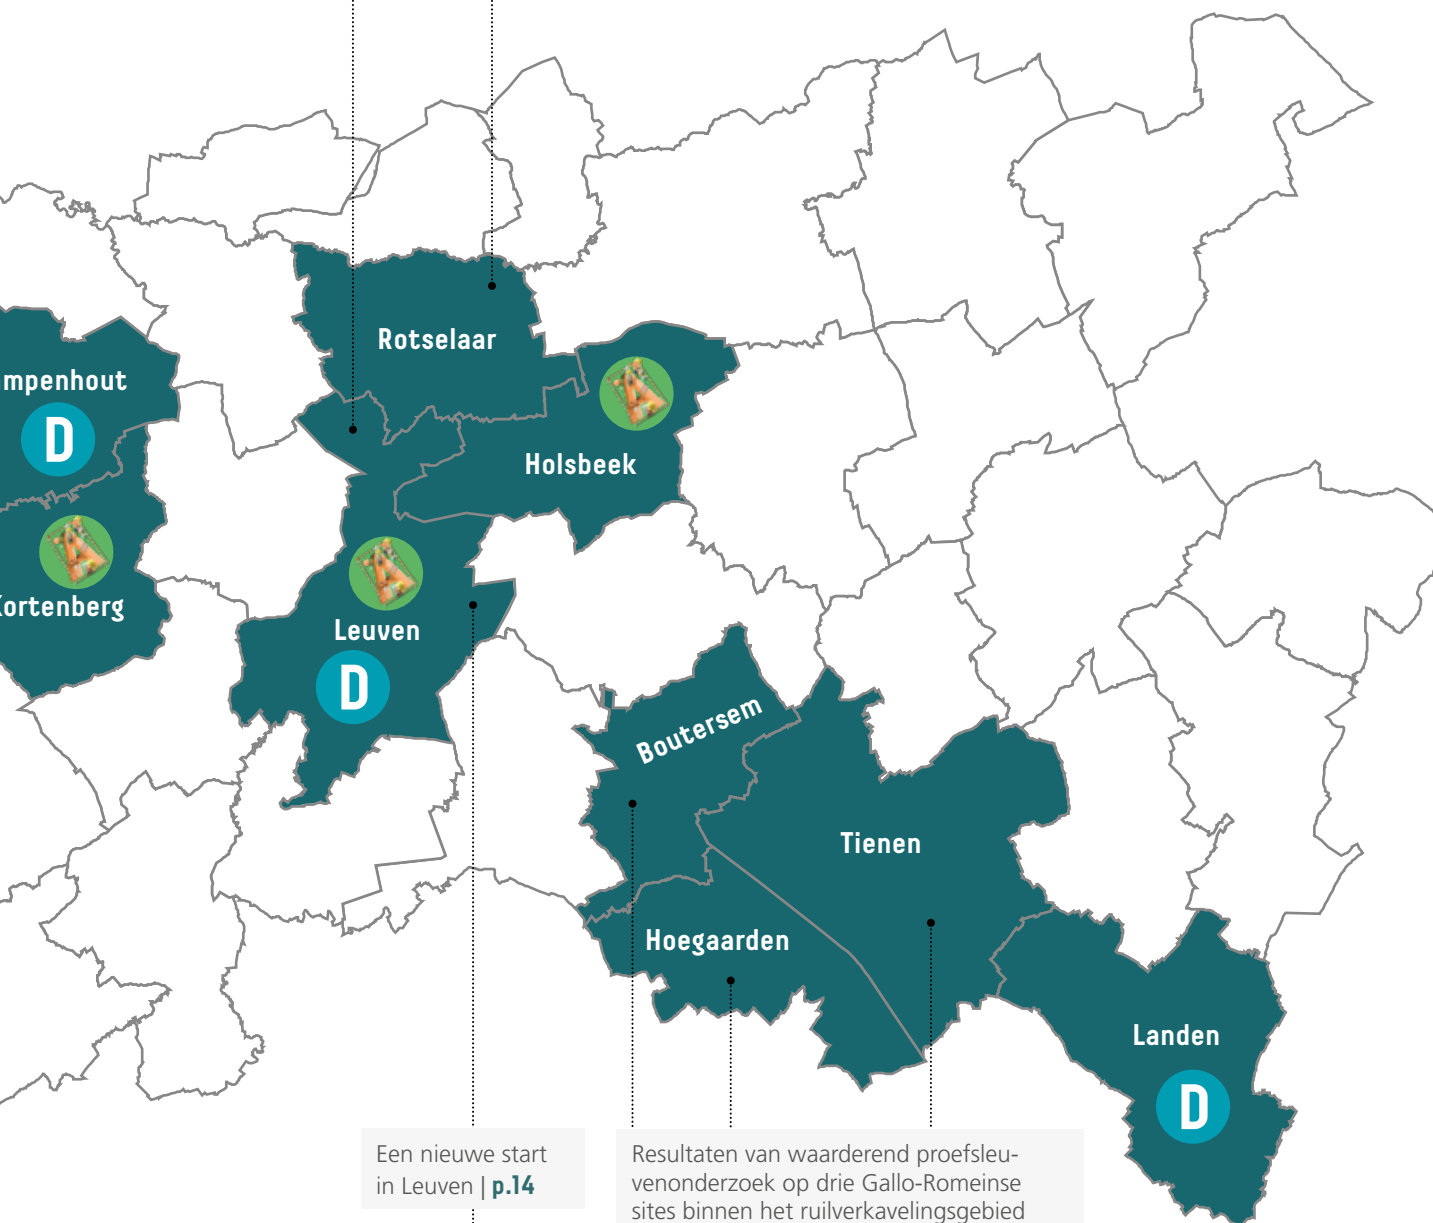 Rotselaar
mpenhout
D
Holsbeek
A
A
Kortenberg
A
Leuven
D
Boutersem
Tienen
Hoegaarden
Landen
D
Een nieuwe start
in Leuven | p.14
Resultaten van waarderend proefsleu-
venonderzoek op drie Gallo-Romeinse
sites binnen het ruilverkavelingsgebied